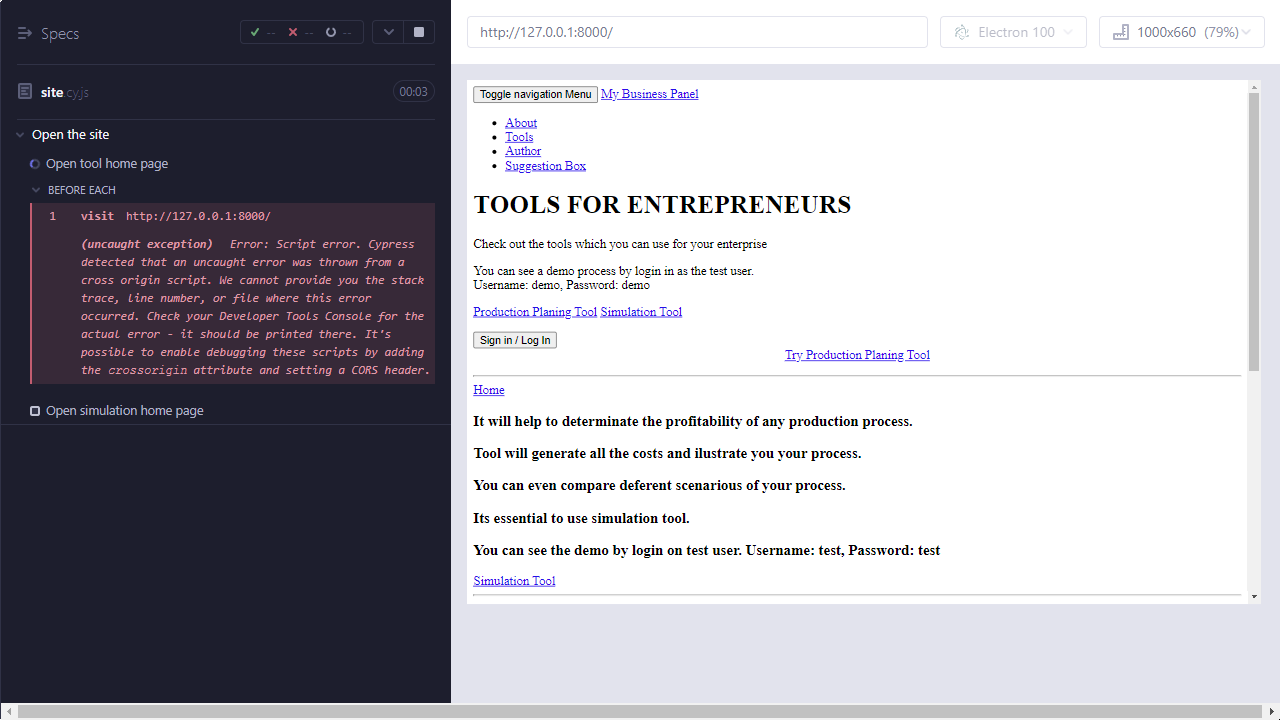 Specs
-- -- --
http://127.0.0.1:8000/
Electron 100
1000x660 (79%)
site.cy.js
00:03
Open the site
Open tool home page
BEFORE EACH
1 visit http://127.0.0.1:8000/
(uncaught exception) Error: Script error. Cypress
detected that an uncaught error was thrown from a
cross origin script. We cannot provide you the stack
trace, line number, or file where this error
occurred. Check your Developer Tools Console for the
actual error - it should be printed there. It's
possible to enable debugging these scripts by adding
the crossorigin attribute and setting a CORS header.
Open simulation home page
Toggle navigation Menu My Business Panel
About
Tools
Author
Suggestion Box
TOOLS FOR ENTREPRENEURS
Check out the tools which you can use for your enterprise
You can see a demo process by login in as the test user.
Username: demo, Password: demo
Production Planing Tool Simulation Tool
Sign in / Log In
Try Production Planing Tool
Home
It will help to determinate the profitability of any production process.
Tool will generate all the costs and ilustrate you your process.
You can even compare deferent scenarious of your process.
Its essential to use simulation tool.
You can see the demo by login on test user. Username: test, Password: test
Simulation Tool